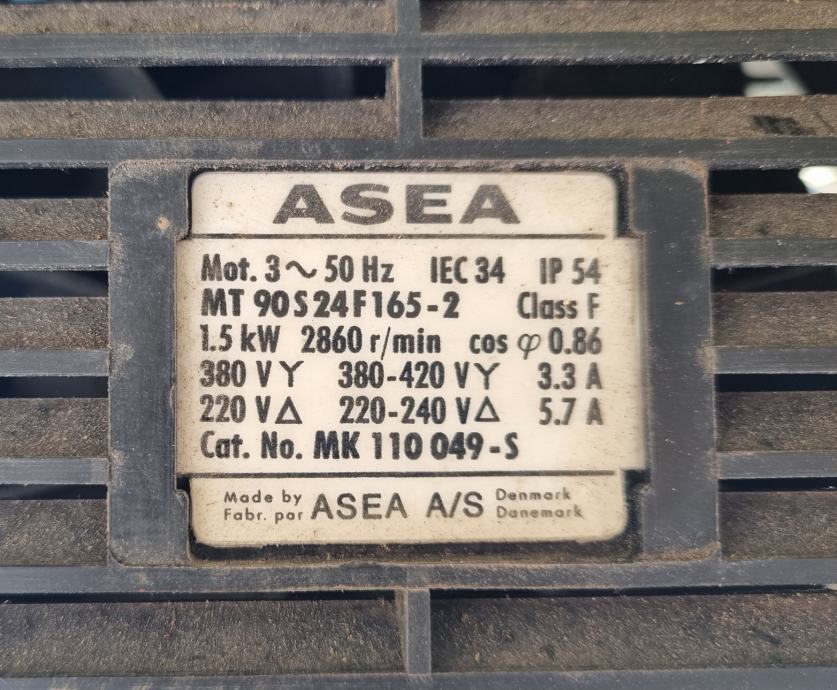 ASEA
Mot. 3~50 Hz IEC 34 IP 54
MT 90 S 24 F 165-2 Class F
1.5 kW 2860 r/min cos φ 0.86
380 V Y 380-420 V Y 3.3 A
220 V △ 220-240 V △ 5.7 A
Cat. No. MK 110 049-S
Made by ASEA A/S Denmark
Fabr. par Danemark